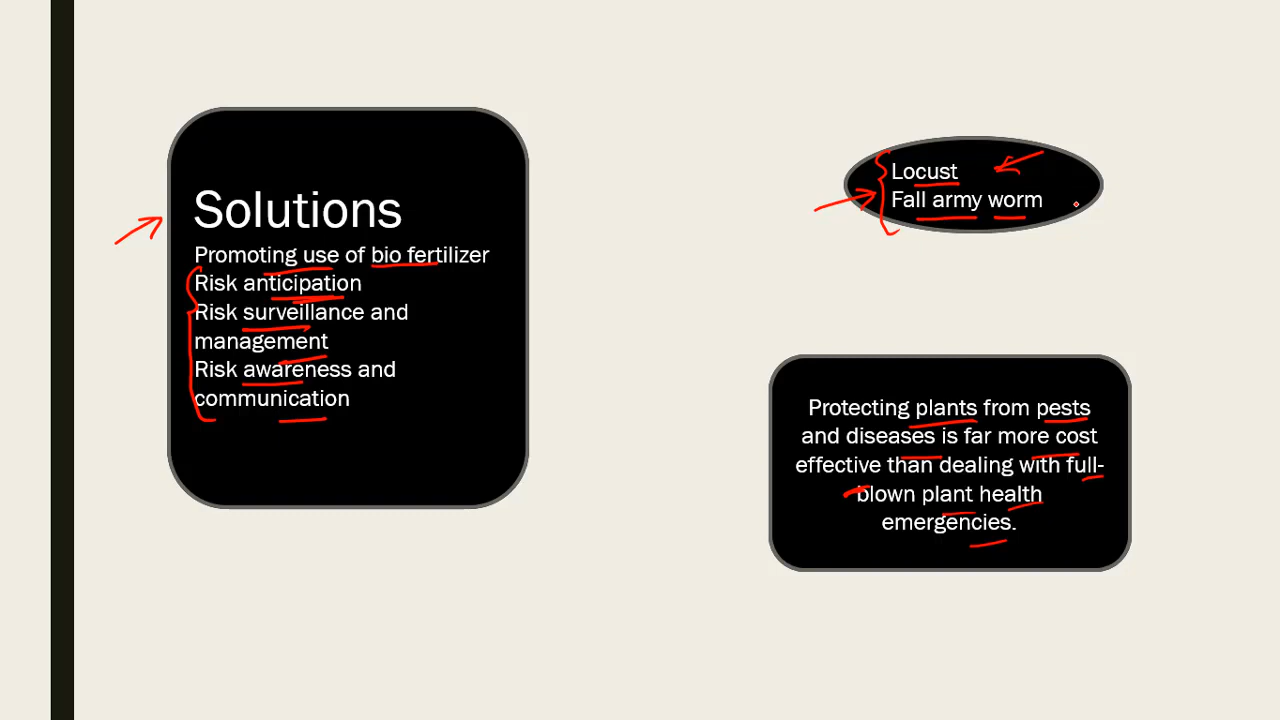 Solutions
Promoting use of bio fertilizer
Risk anticipation
Risk surveillance and
management
Risk awareness and
communication
Locust
Fall army worm
Protecting plants from pests
and diseases is far more cost
effective than dealing with full-
blown plant health
emergencies.